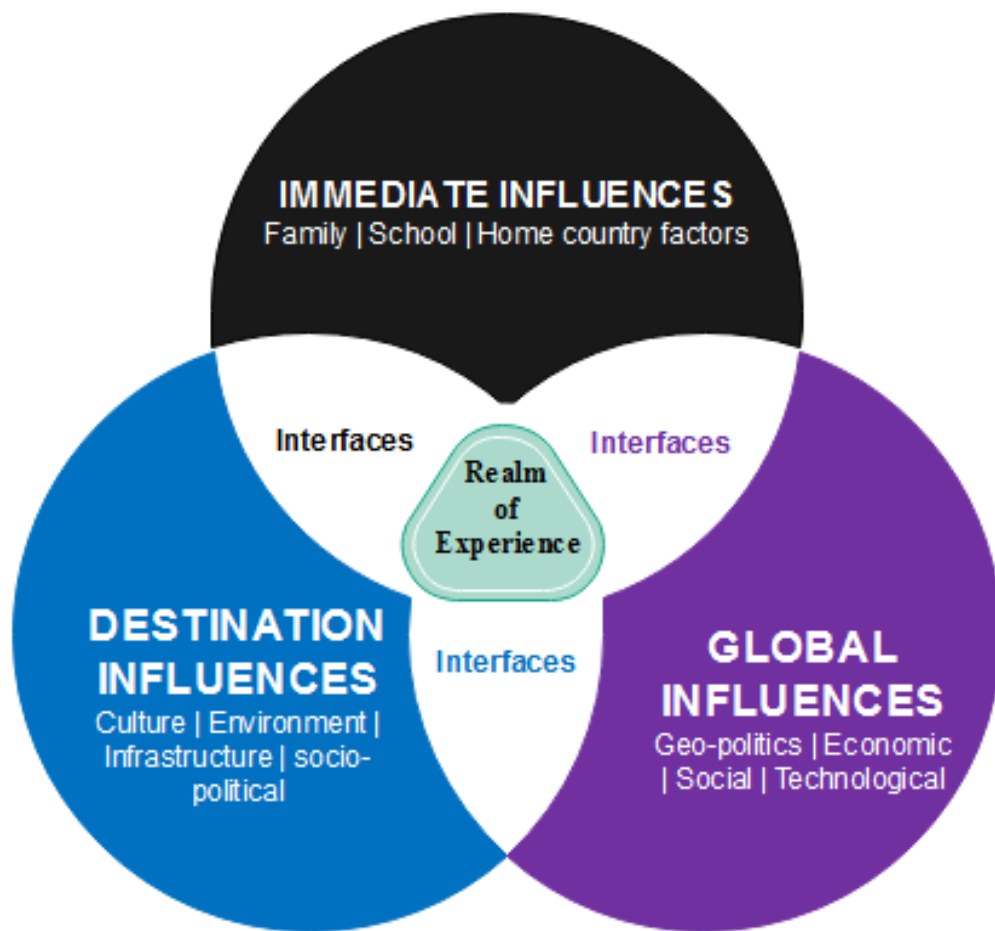 IMMEDIATE INFLUENCES
Family | School | Home country factors
Interfaces
Interfaces
Realm
of
Experience
DESTINATION
INFLUENCES
Culture | Environment |
Infrastructure | socio-
political
Interfaces
GLOBAL
INFLUENCES
Geo-politics | Economic
| Social | Technological